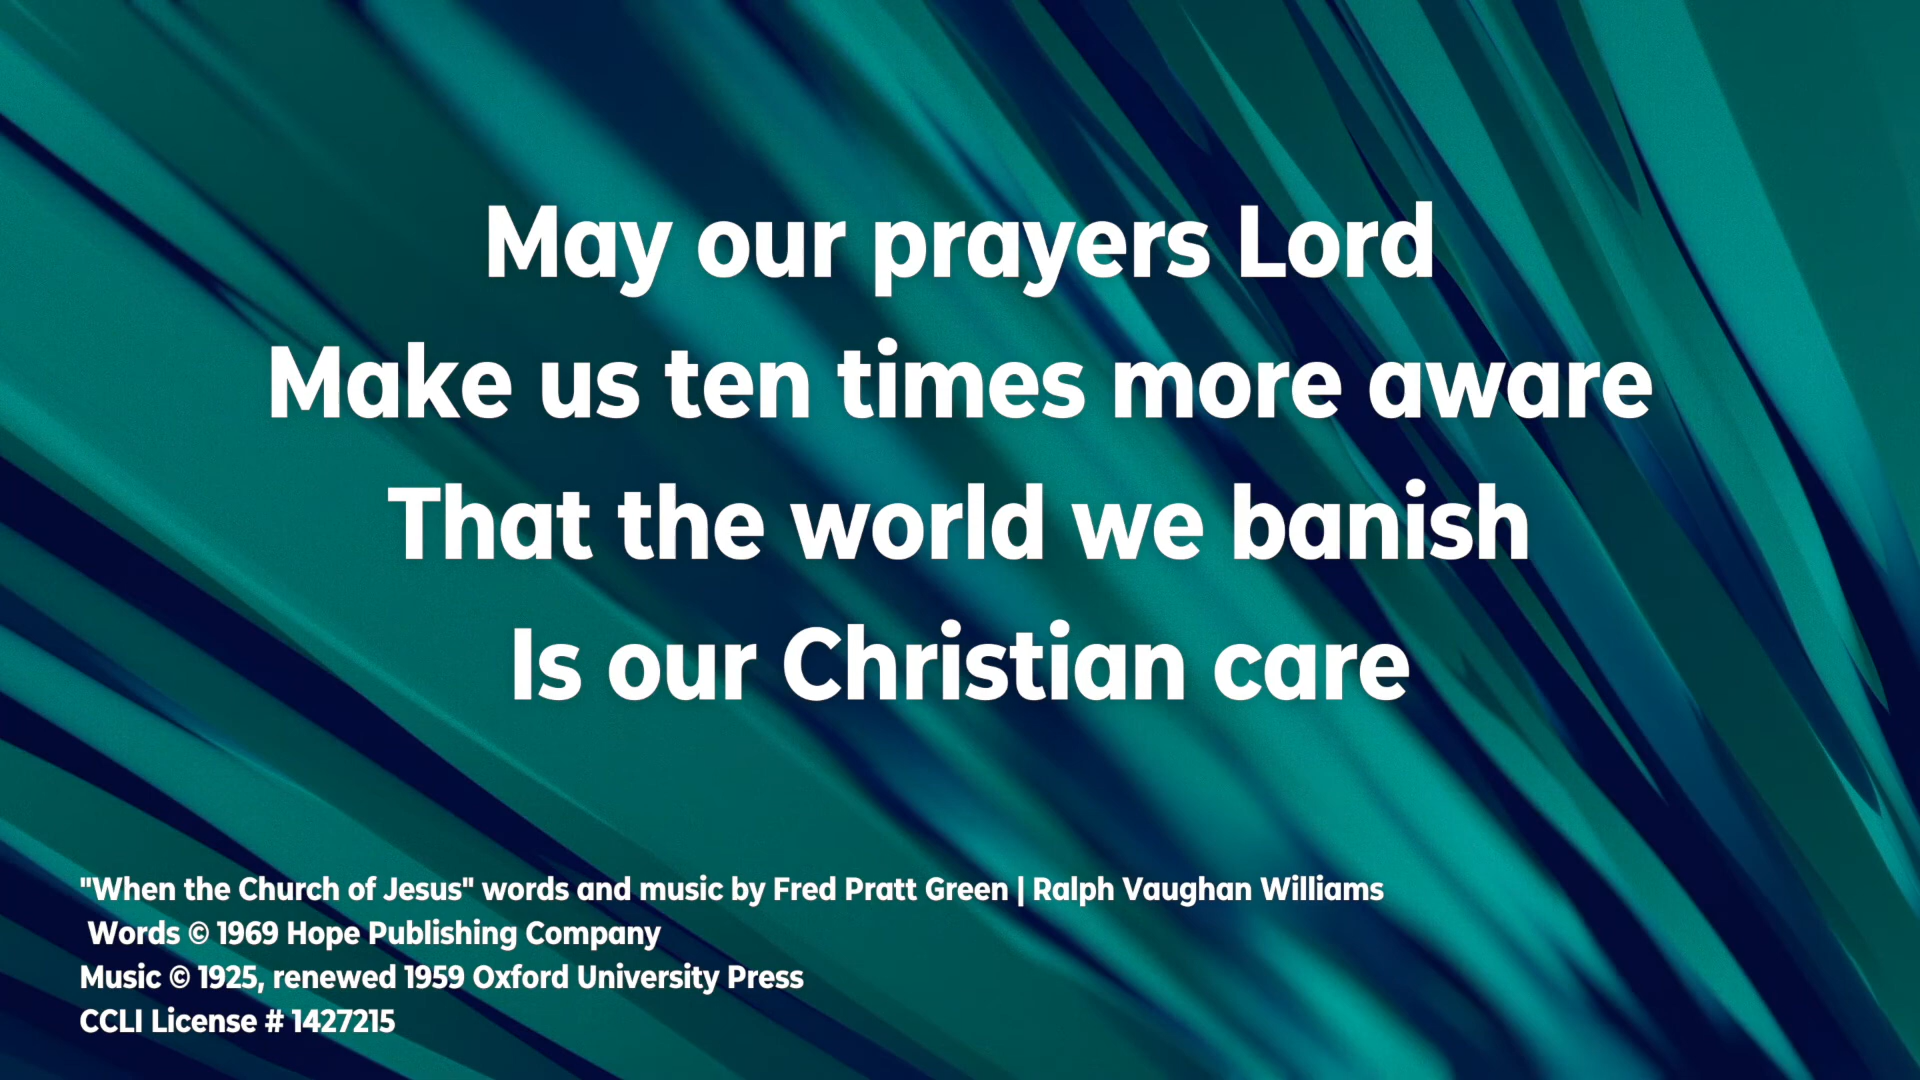 May our prayers Lord
Make us ten times more aware
That the world we banish
Is our Christian care
"When the Church of Jesus" words and music by Fred Pratt Green | Ralph Vaughan Williams
Words © 1969 Hope Publishing Company
Music © 1925, renewed 1959 Oxford University Press
CCLI License # 1427215